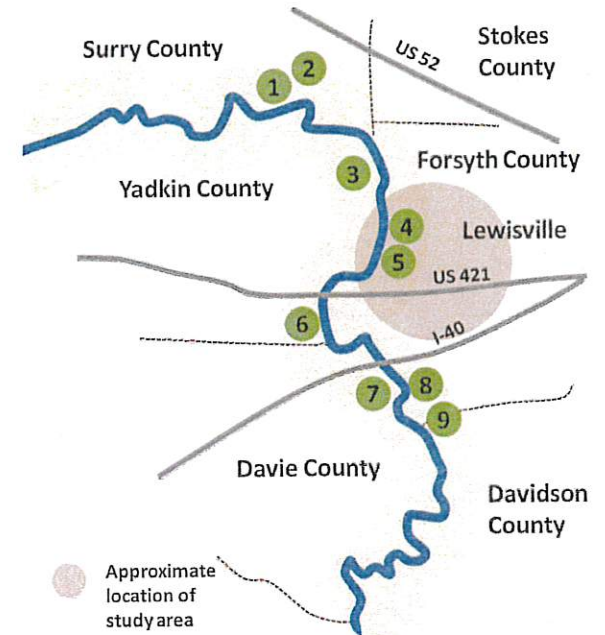 Surry County
Stokes
County
US 52
2
1
Forsyth County
3
Yadkin County
4
Lewisville
5
US 421
6
I-40
7
8
9
Davie County
Davidson
County
Approximate
location of
study area